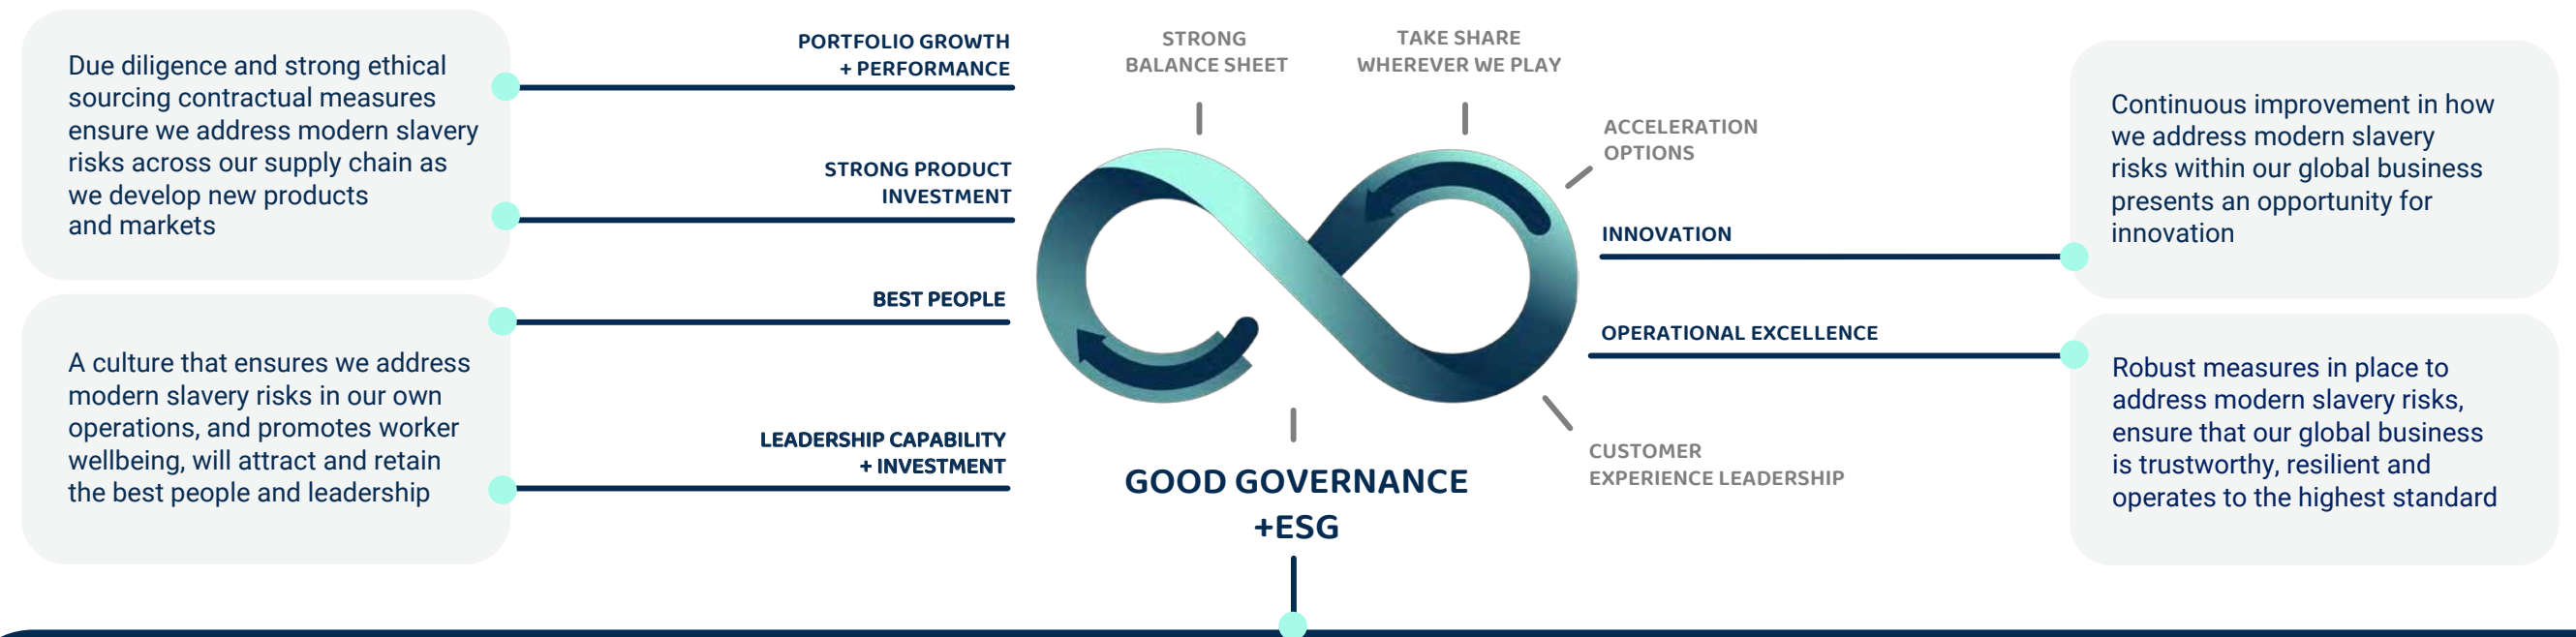 Due diligence and strong ethical
sourcing contractual measures
ensure we address modern slavery
risks across our supply chain as
we develop new products
and markets
A culture that ensures we address
modern slavery risks in our own
operations, and promotes worker
wellbeing, will attract and retain
the best people and leadership
PORTFOLIO GROWTH
+ PERFORMANCE
STRONG PRODUCT
INVESTMENT
BEST PEOPLE
LEADERSHIP CAPABILITY
+ INVESTMENT
STRONG
BALANCE SHEET
TAKE SHARE
WHEREVER WE PLAY
ACCELERATION
OPTIONS
INNOVATION
OPERATIONAL EXCELLENCE
CUSTOMER
EXPERIENCE LEADERSHIP
GOOD GOVERNANCE
+ESG
Continuous improvement in how
we address modern slavery
risks within our global business
presents an opportunity for
innovation
Robust measures in place to
address modern slavery risks,
ensure that our global business
is trustworthy, resilient and
operates to the highest standard